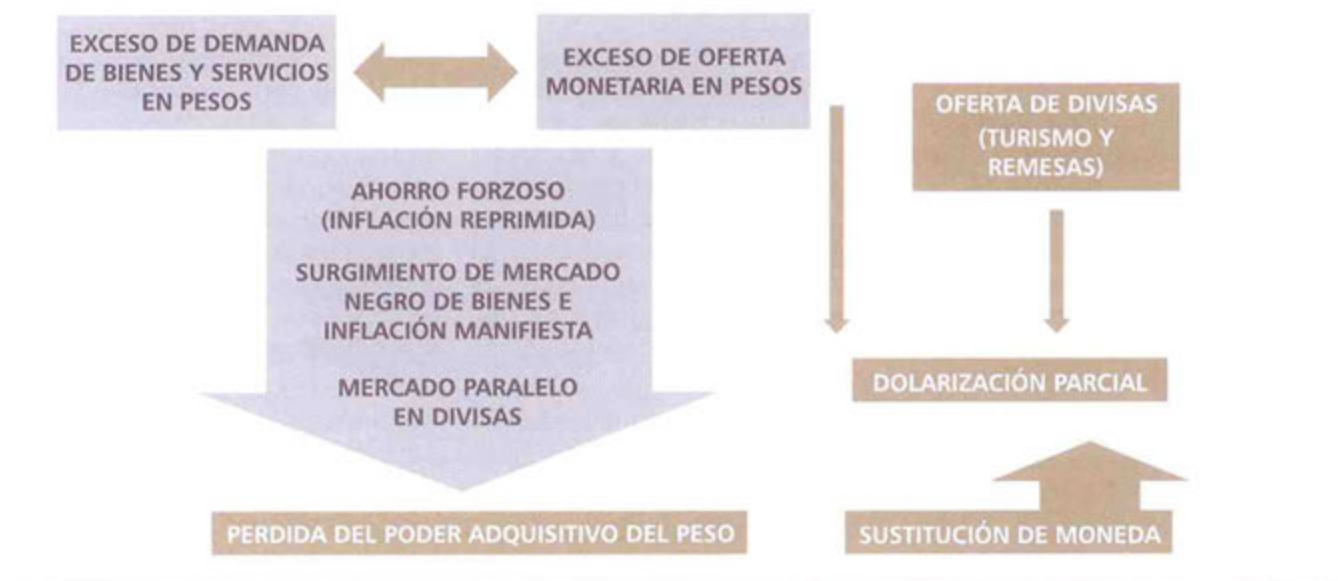 EXCESO DE DEMANDA
DE BIENES Y SERVICIOS
EN PESOS
EXCESO DE OFERTA
MONETARIA EN PESOS
OFERTA DE DIVISAS
(TURISMO Y
REMESAS)
AHORRO FORZOSO
(INFLACIÓN REPRIMIDA)
SURGIMIENTO DE MERCADO
NEGRO DE BIENES E
INFLACIÓN MANIFIESTA
MERCADO PARALELO
EN DIVISAS
DOLARIZACIÓN PARCIAL
PERDIDA DEL PODER ADQUISITIVO DEL PESO
SUSTITUCIÓN DE MONEDA